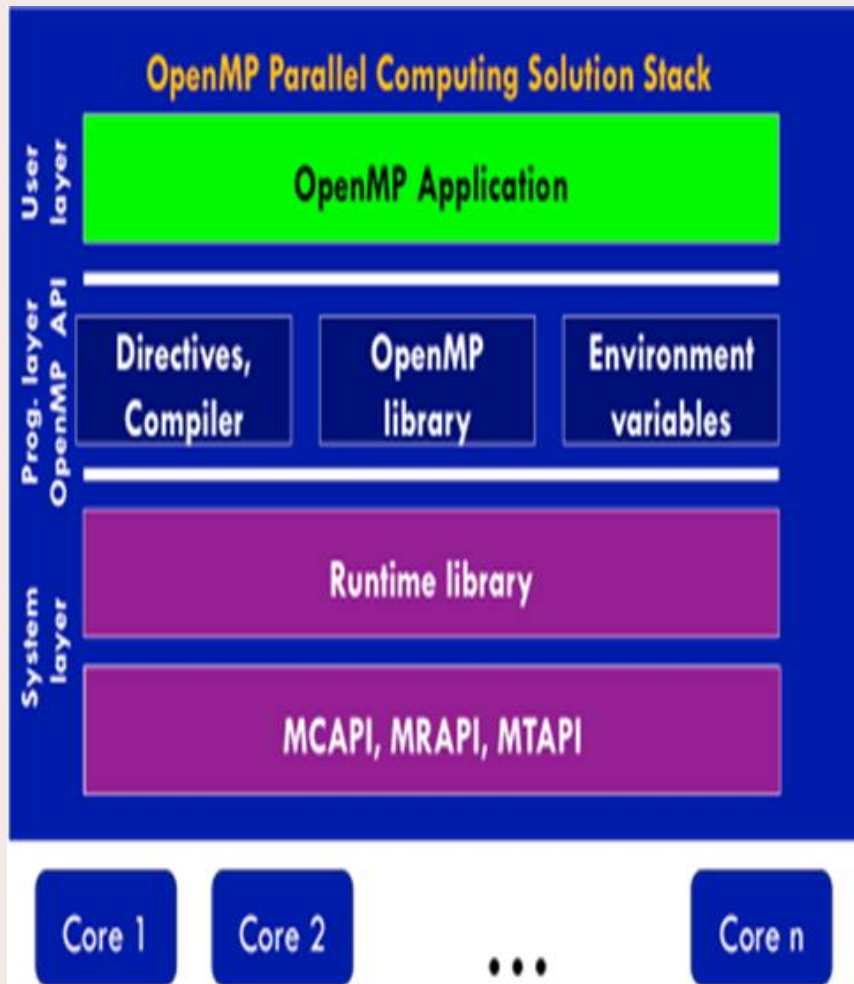 OpenMP Parallel Computing Solution Stack
User
layer
OpenMP Application
Prog. layer
OpenMP API
Directives,
Compiler
OpenMP
library
Environment
variables
System
layer
Runtime library
MCAPI, MRAPI, MTAPI
Core 1
Core 2
...
Core n